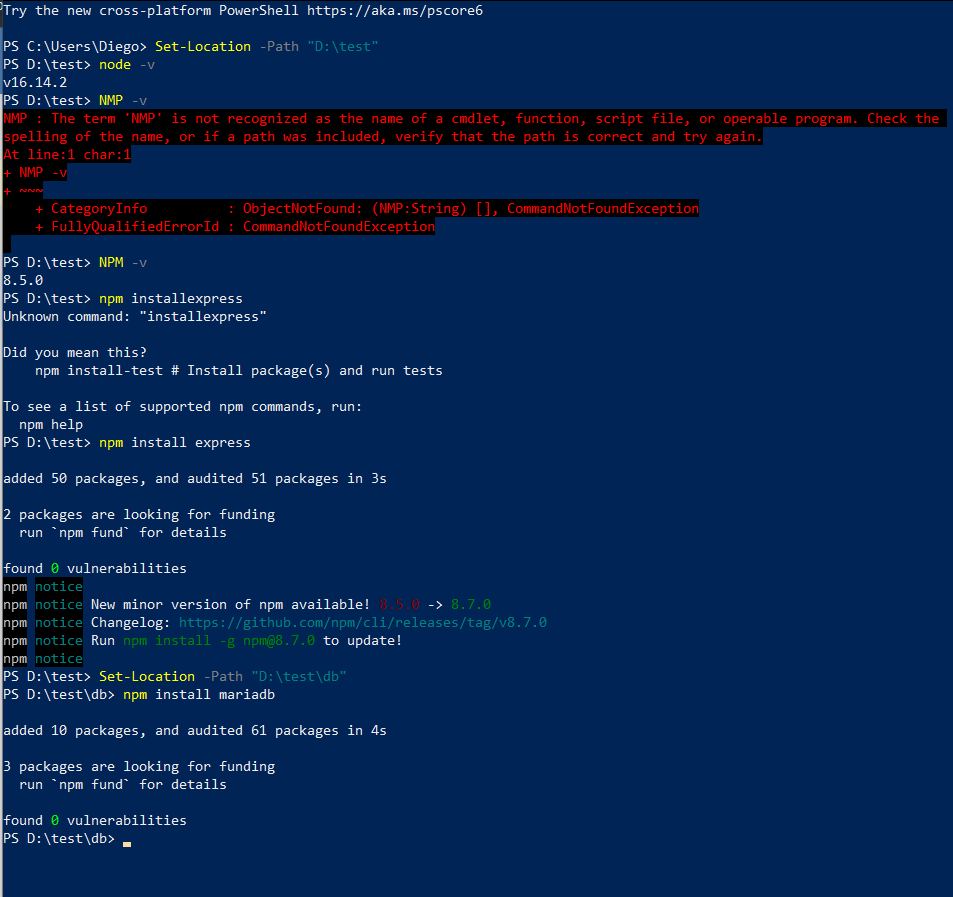 Try the new cross-platform PowerShell https://aka.ms/pscore6
PS C:\Users\Diego> Set-Location -Path "D:\test"
PS D:\test> node -v
v16.14.2
PS D:\test> NMP -v
NMP : The term 'NMP' is not recognized as the name of a cmdlet, function, script file, or operable program. Check the
spelling of the name, or if a path was included, verify that the path is correct and try again.
At line:1 char:1
+ NMP -v
+ ~~~
    + CategoryInfo          : ObjectNotFound: (NMP:String) [], CommandNotFoundException
    + FullyQualifiedErrorId : CommandNotFoundException
PS D:\test> NPM -v
8.5.0
PS D:\test> npm installexpress
Unknown command: "installexpress"
Did you mean this?
    npm install-test # Install package(s) and run tests
To see a list of supported npm commands, run:
  npm help
PS D:\test> npm install express
added 50 packages, and audited 51 packages in 3s
2 packages are looking for funding
  run `npm fund` for details
found 0 vulnerabilities
npm notice
npm notice New minor version of npm available! 8.5.0 -> 8.7.0
npm notice Changelog: https://github.com/npm/cli/releases/tag/v8.7.0
npm notice Run npm install -g npm@8.7.0 to update!
npm notice
PS D:\test> Set-Location -Path "D:\test\db"
PS D:\test\db> npm install mariadb
added 10 packages, and audited 61 packages in 4s
3 packages are looking for funding
  run `npm fund` for details
found 0 vulnerabilities
PS D:\test\db>